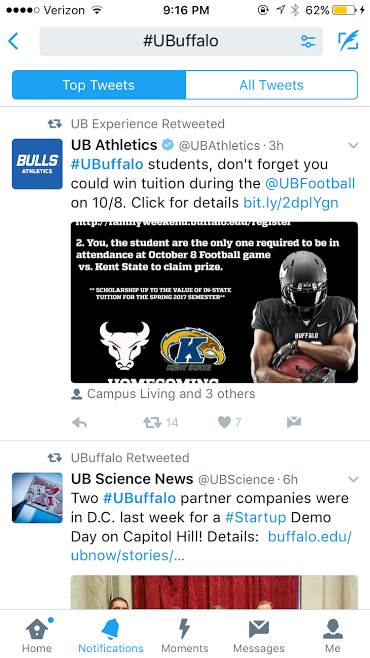 Verizon 9:16 PM 62%
#UBuffalo
Top Tweets All Tweets
UB Experience Retweeted
UB Athletics @UBAthletics · 3h
BULLS
ATHLETICS
#UBuffalo students, don't forget you
could win tuition during the @UBFootball
on 10/8. Click for details bit.ly/2dplYgn
http://familyweekend.buffalo.edu/register
2. You, the student are the only one required to be in
attendance at October 8 Football game
vs. Kent State to claim prize.
** SCHOLARSHIP UP TO THE VALUE OF IN-STATE
TUITION FOR THE SPRING 2017 SEMESTER**
BUFFALO
K
KENT STATE
HOMECOMING
Campus Living and 3 others
14 7
UBuffalo Retweeted
UB Science News @UBScience · 6h
Two #UBuffalo partner companies were
in D.C. last week for a #Startup Demo
Day on Capitol Hill! Details: buffalo.edu/
ubnow/stories/...
Home Notifications Moments Messages Me